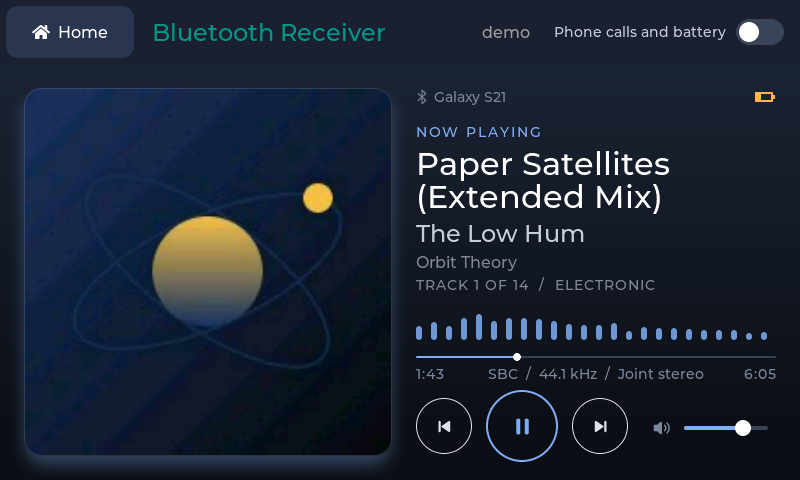 Home
Bluetooth Receiver
demo
Phone calls and battery
Galaxy S21
NOW PLAYING
Paper Satellites
(Extended Mix)
The Low Hum
Orbit Theory
TRACK 1 OF 14 / ELECTRONIC
1:43
SBC / 44.1 kHz / Joint stereo
6:05